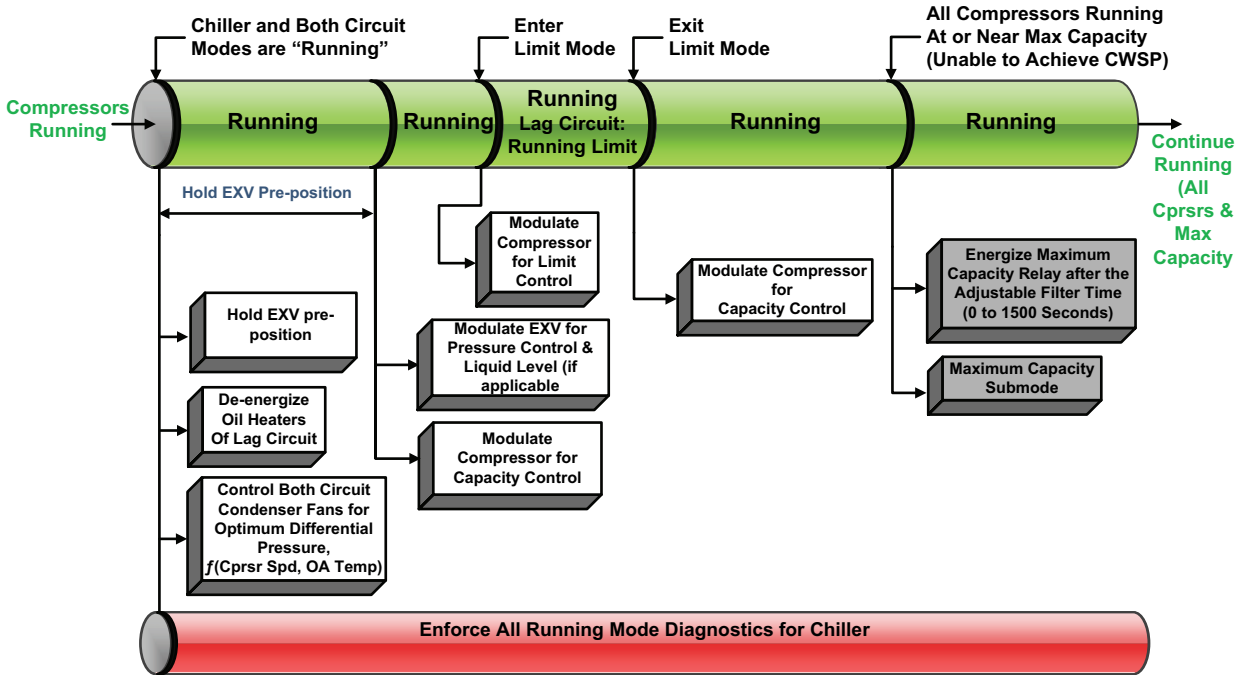 Chiller and Both Circuit
Modes are “Running”
Enter
Limit Mode
Exit
Limit Mode
All Compressors Running
At or Near Max Capacity
(Unable to Achieve CWSP)
Compressors
Running
Running
Running
Running
Lag Circuit:
Running Limit
Running
Running
Continue
Running
(All
Cprsrs &
Max
Capacity
Hold EXV Pre-position
Modulate
Compressor
for Limit
Control
Modulate Compressor
for
Capacity Control
Energize Maximum
Capacity Relay after the
Adjustable Filter Time
(0 to 1500 Seconds)
Hold EXV pre-
position
Modulate EXV for
Pressure Control &
Liquid Level (if
applicable
Maximum Capacity
Submode
De-energize
Oil Heaters
Of Lag Circuit
Modulate
Compressor for
Capacity Control
Control Both Circuit
Condenser Fans for
Optimum Differential
Pressure,
ƒ(Cprsr Spd, OA Temp)
Enforce All Running Mode Diagnostics for Chiller